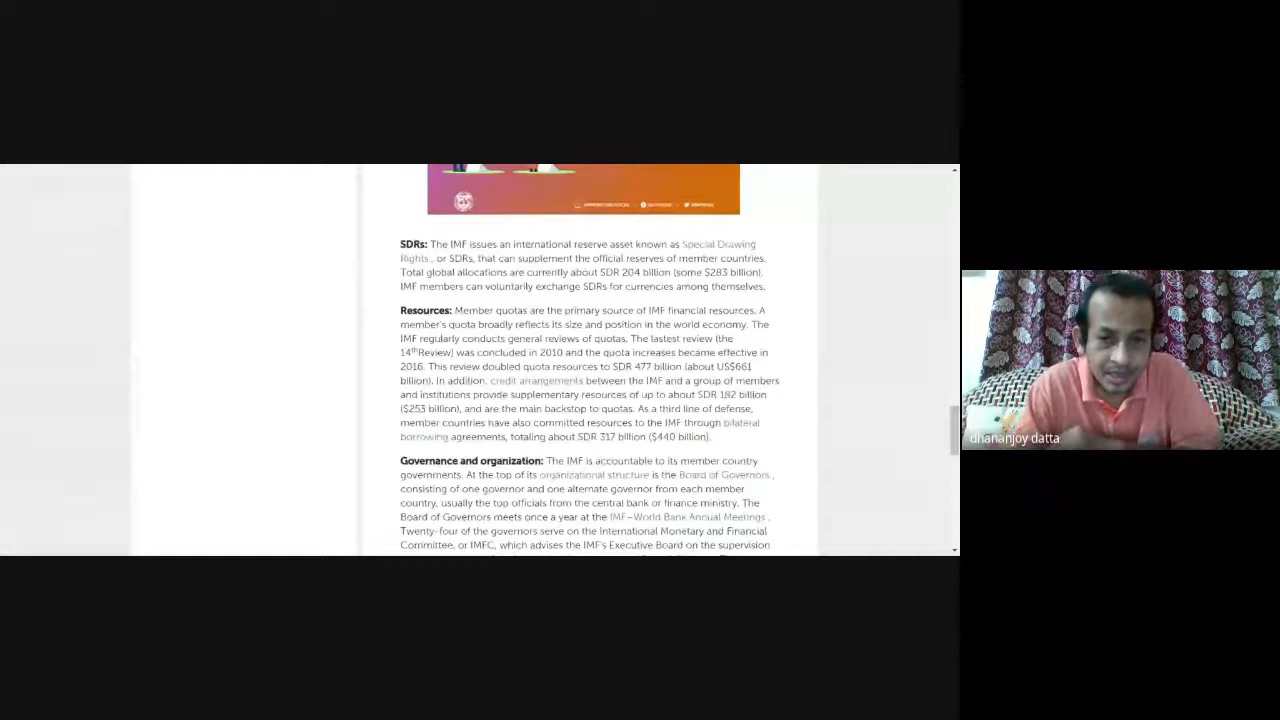 SDRs: The IMF issues an international reserve asset known as Special Drawing
Rights , or SDRs, that can supplement the official reserves of member countries.
Total global allocations are currently about SDR 204 billion (some $283 billion).
IMF members can voluntarily exchange SDRs for currencies among themselves.
Resources: Member quotas are the primary source of IMF financial resources. A
member's quota broadly reflects its size and position in the world economy. The
IMF regularly conducts general reviews of quotas. The lastest review (the
14thReview) was concluded in 2010 and the quota increases became effective in
2016. This review doubled quota resources to SDR 477 billion (about US$661
billion). In addition, credit arrangements between the IMF and a group of members
and institutions provide supplementary resources of up to about SDR 182 billion
($253 billion), and are the main backstop to quotas. As a third line of defense,
member countries have also committed resources to the IMF through bilateral
borrowing agreements, totaling about SDR 317 billion ($440 billion).
Governance and organization: The IMF is accountable to its member country
governments. At the top of its organizational structure is the Board of Governors ,
consisting of one governor and one alternate governor from each member
country, usually the top officials from the central bank or finance ministry. The
Board of Governors meets once a year at the IMF–World Bank Annual Meetings .
Twenty-four of the governors serve on the International Monetary and Financial
Committee, or IMFC, which advises the IMF's Executive Board on the supervision
dhananjoy datta